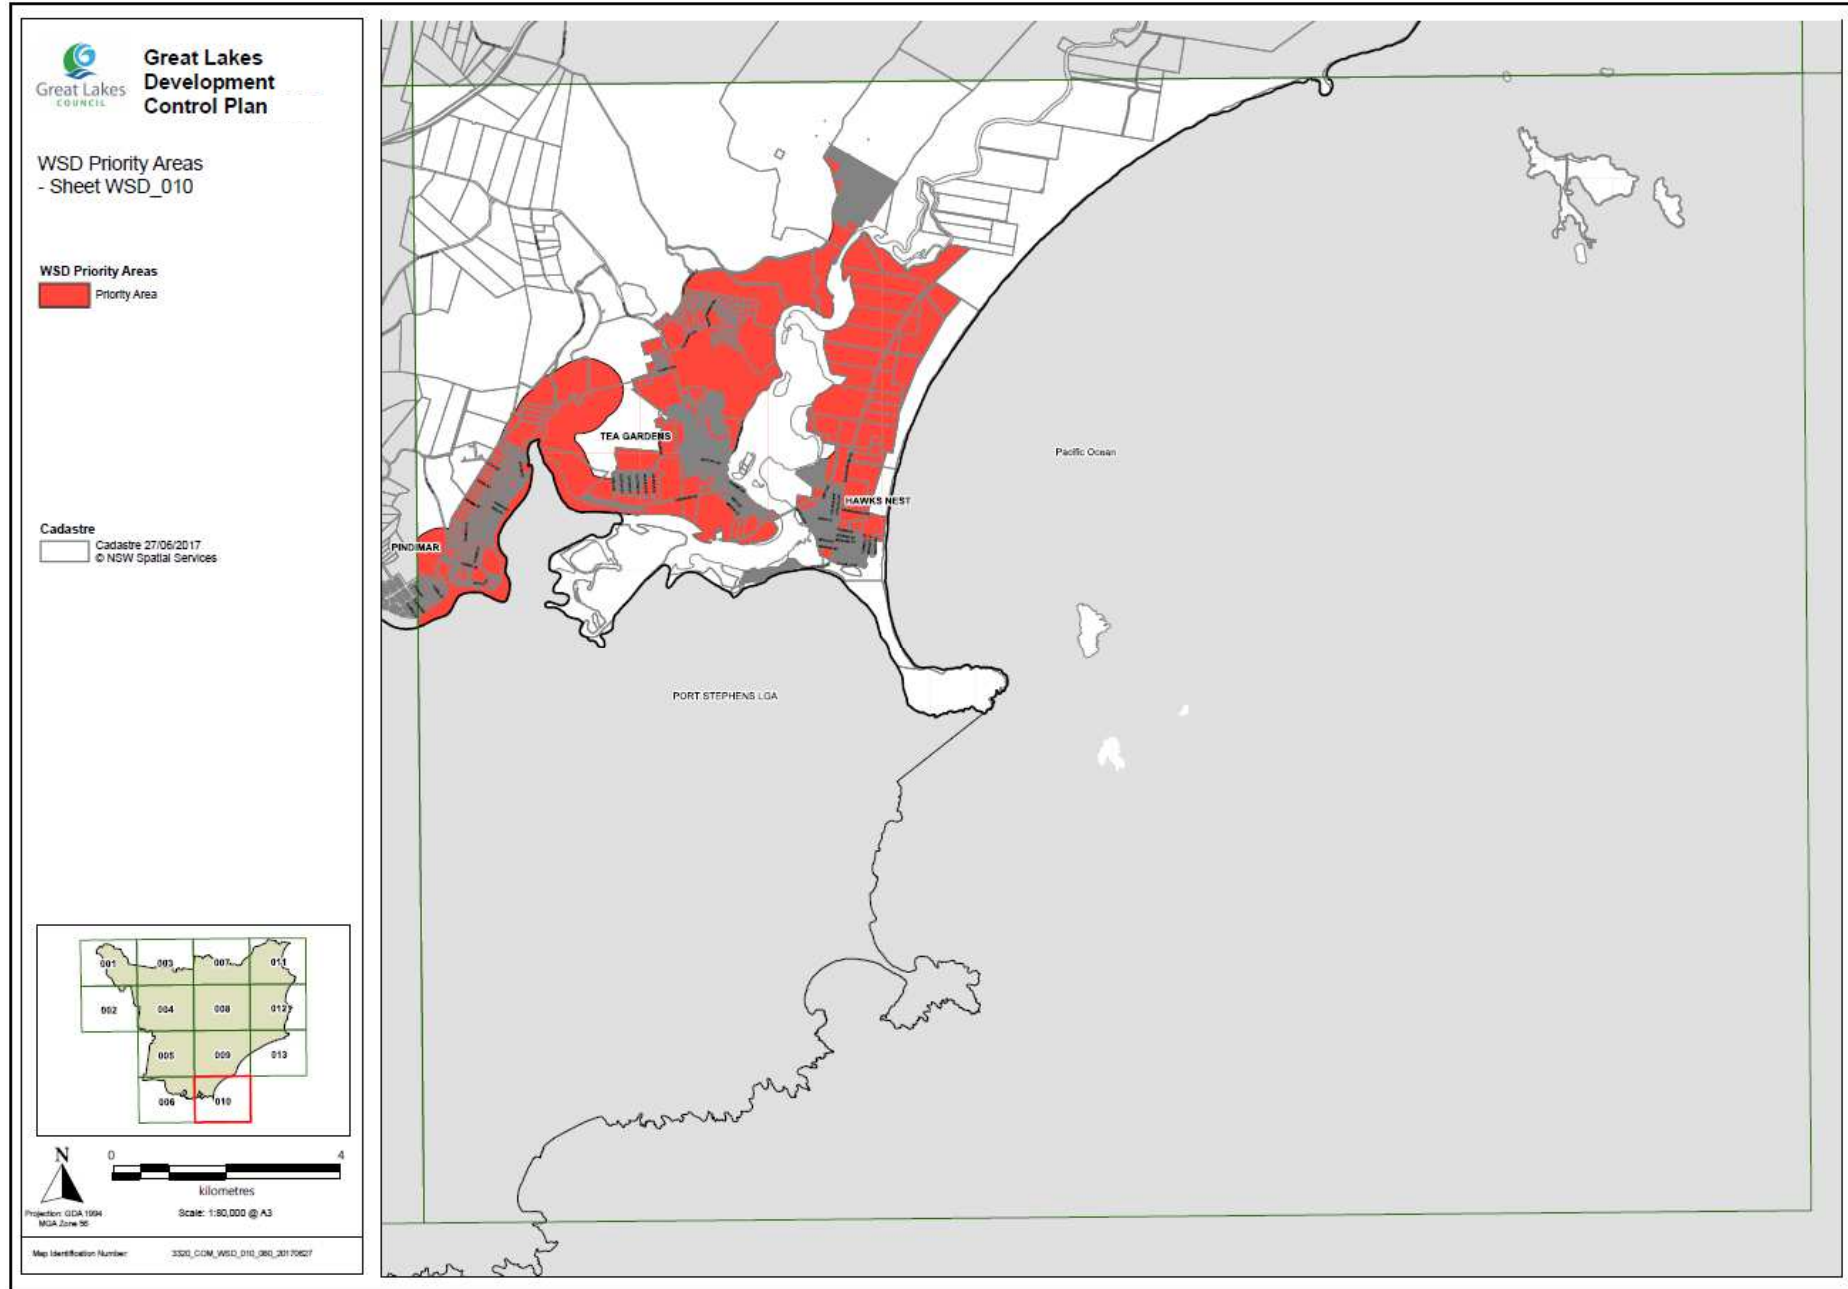 Great Lakes
COUNCIL
Great Lakes
Development
Control Plan
WSD Priority Areas
- Sheet WSD_010
WSD Priority Areas
Priority Area
Cadastre
Cadastre 27/06/2017
© NSW Spatial Services
001
003
007
011
002
004
008
012
005
009
013
006
010
N
0
4
kilometres
Projection: GDA 1994
MGA Zone 56
Scale: 1:80,000 @ A3
Map Identification Number:
3320_COM_WSD_010_080_20170627
TEA GARDENS
HAWKS NEST
PINDIMAR
Pacific Ocean
PORT STEPHENS LGA